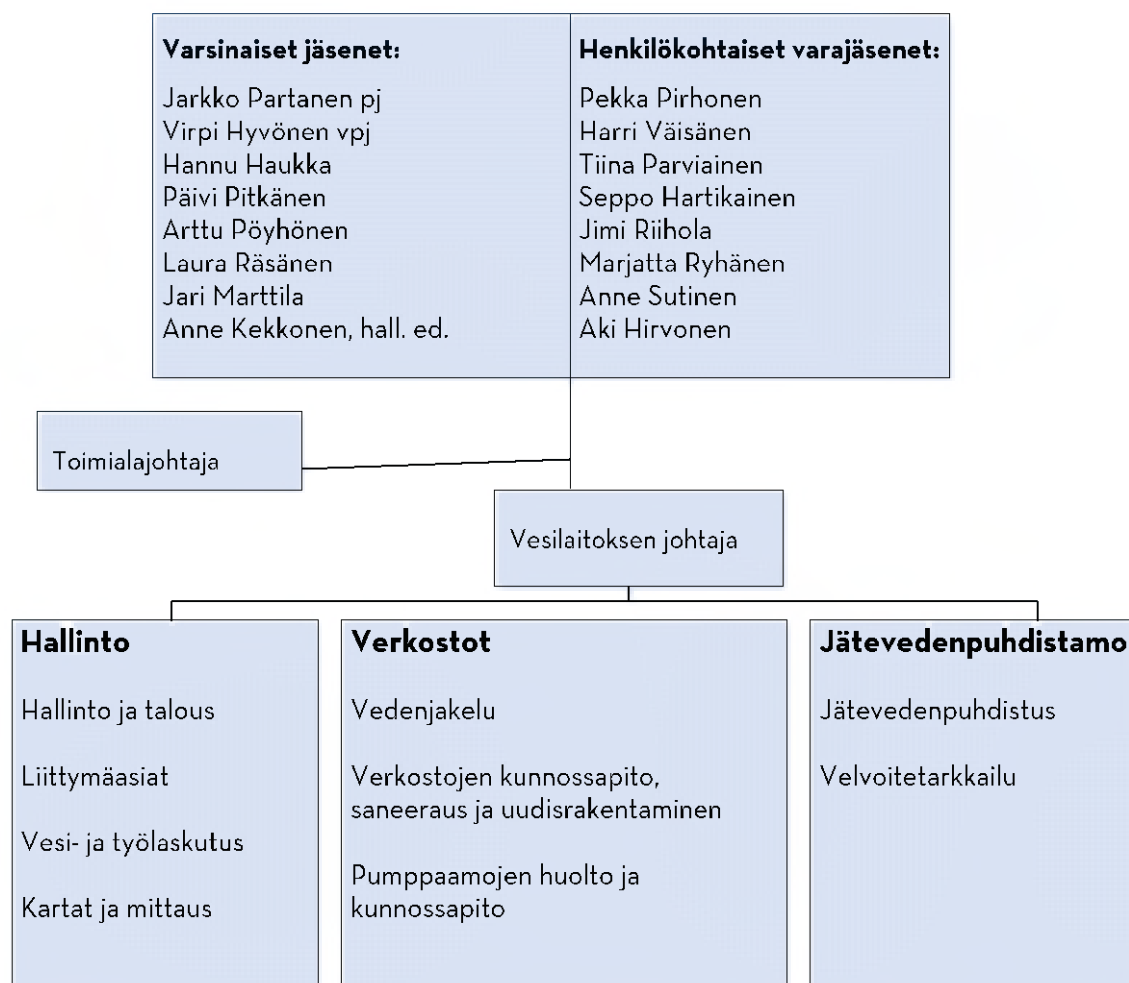 Varsinaiset jäsenet:
Jarkko Partanen pj
Virpi Hyvönen vpj
Hannu Haukka
Päivi Pitkänen
Arttu Pöyhönen
Laura Räsänen
Jari Marttila
Anne Kekkonen, hall. ed.
Henkilökohtaiset varajäsenet:
Pekka Pirhonen
Harri Väisänen
Tiina Parviainen
Seppo Hartikainen
Jimi Riihola
Marjatta Ryhänen
Anne Sutinen
Aki Hirvonen
Toimialajohtaja
Vesilaitoksen johtaja
Hallinto
Hallinto ja talous
Liittymäasiat
Vesi- ja työlaskutus
Kartat ja mittaus
Verkostot
Vedenjakelu
Verkostojen kunnossapito,
saneeraus ja uudisrakentaminen
Pumppaamojen huolto ja
kunnossapito
Jätevedenpuhdistamo
Jätevedenpuhdistus
Velvoitetarkkailu